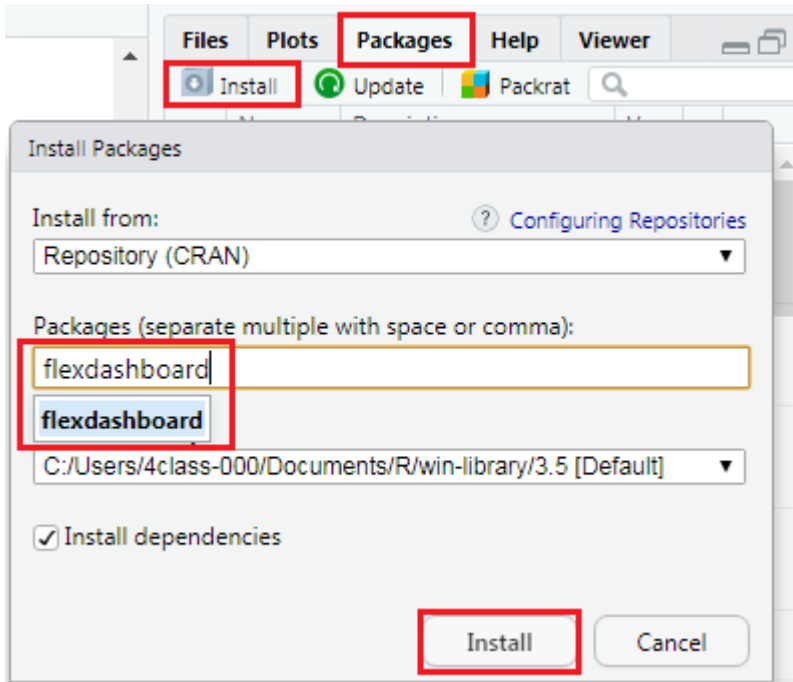 Files Plots Packages Help Viewer
Install Update Packrat
Install Packages
Install from: ? Configuring Repositories
Repository (CRAN)
Packages (separate multiple with space or comma):
flexdashboard
flexdashboard
C:/Users/4class-000/Documents/R/win-library/3.5 [Default]
Install dependencies
Install Cancel